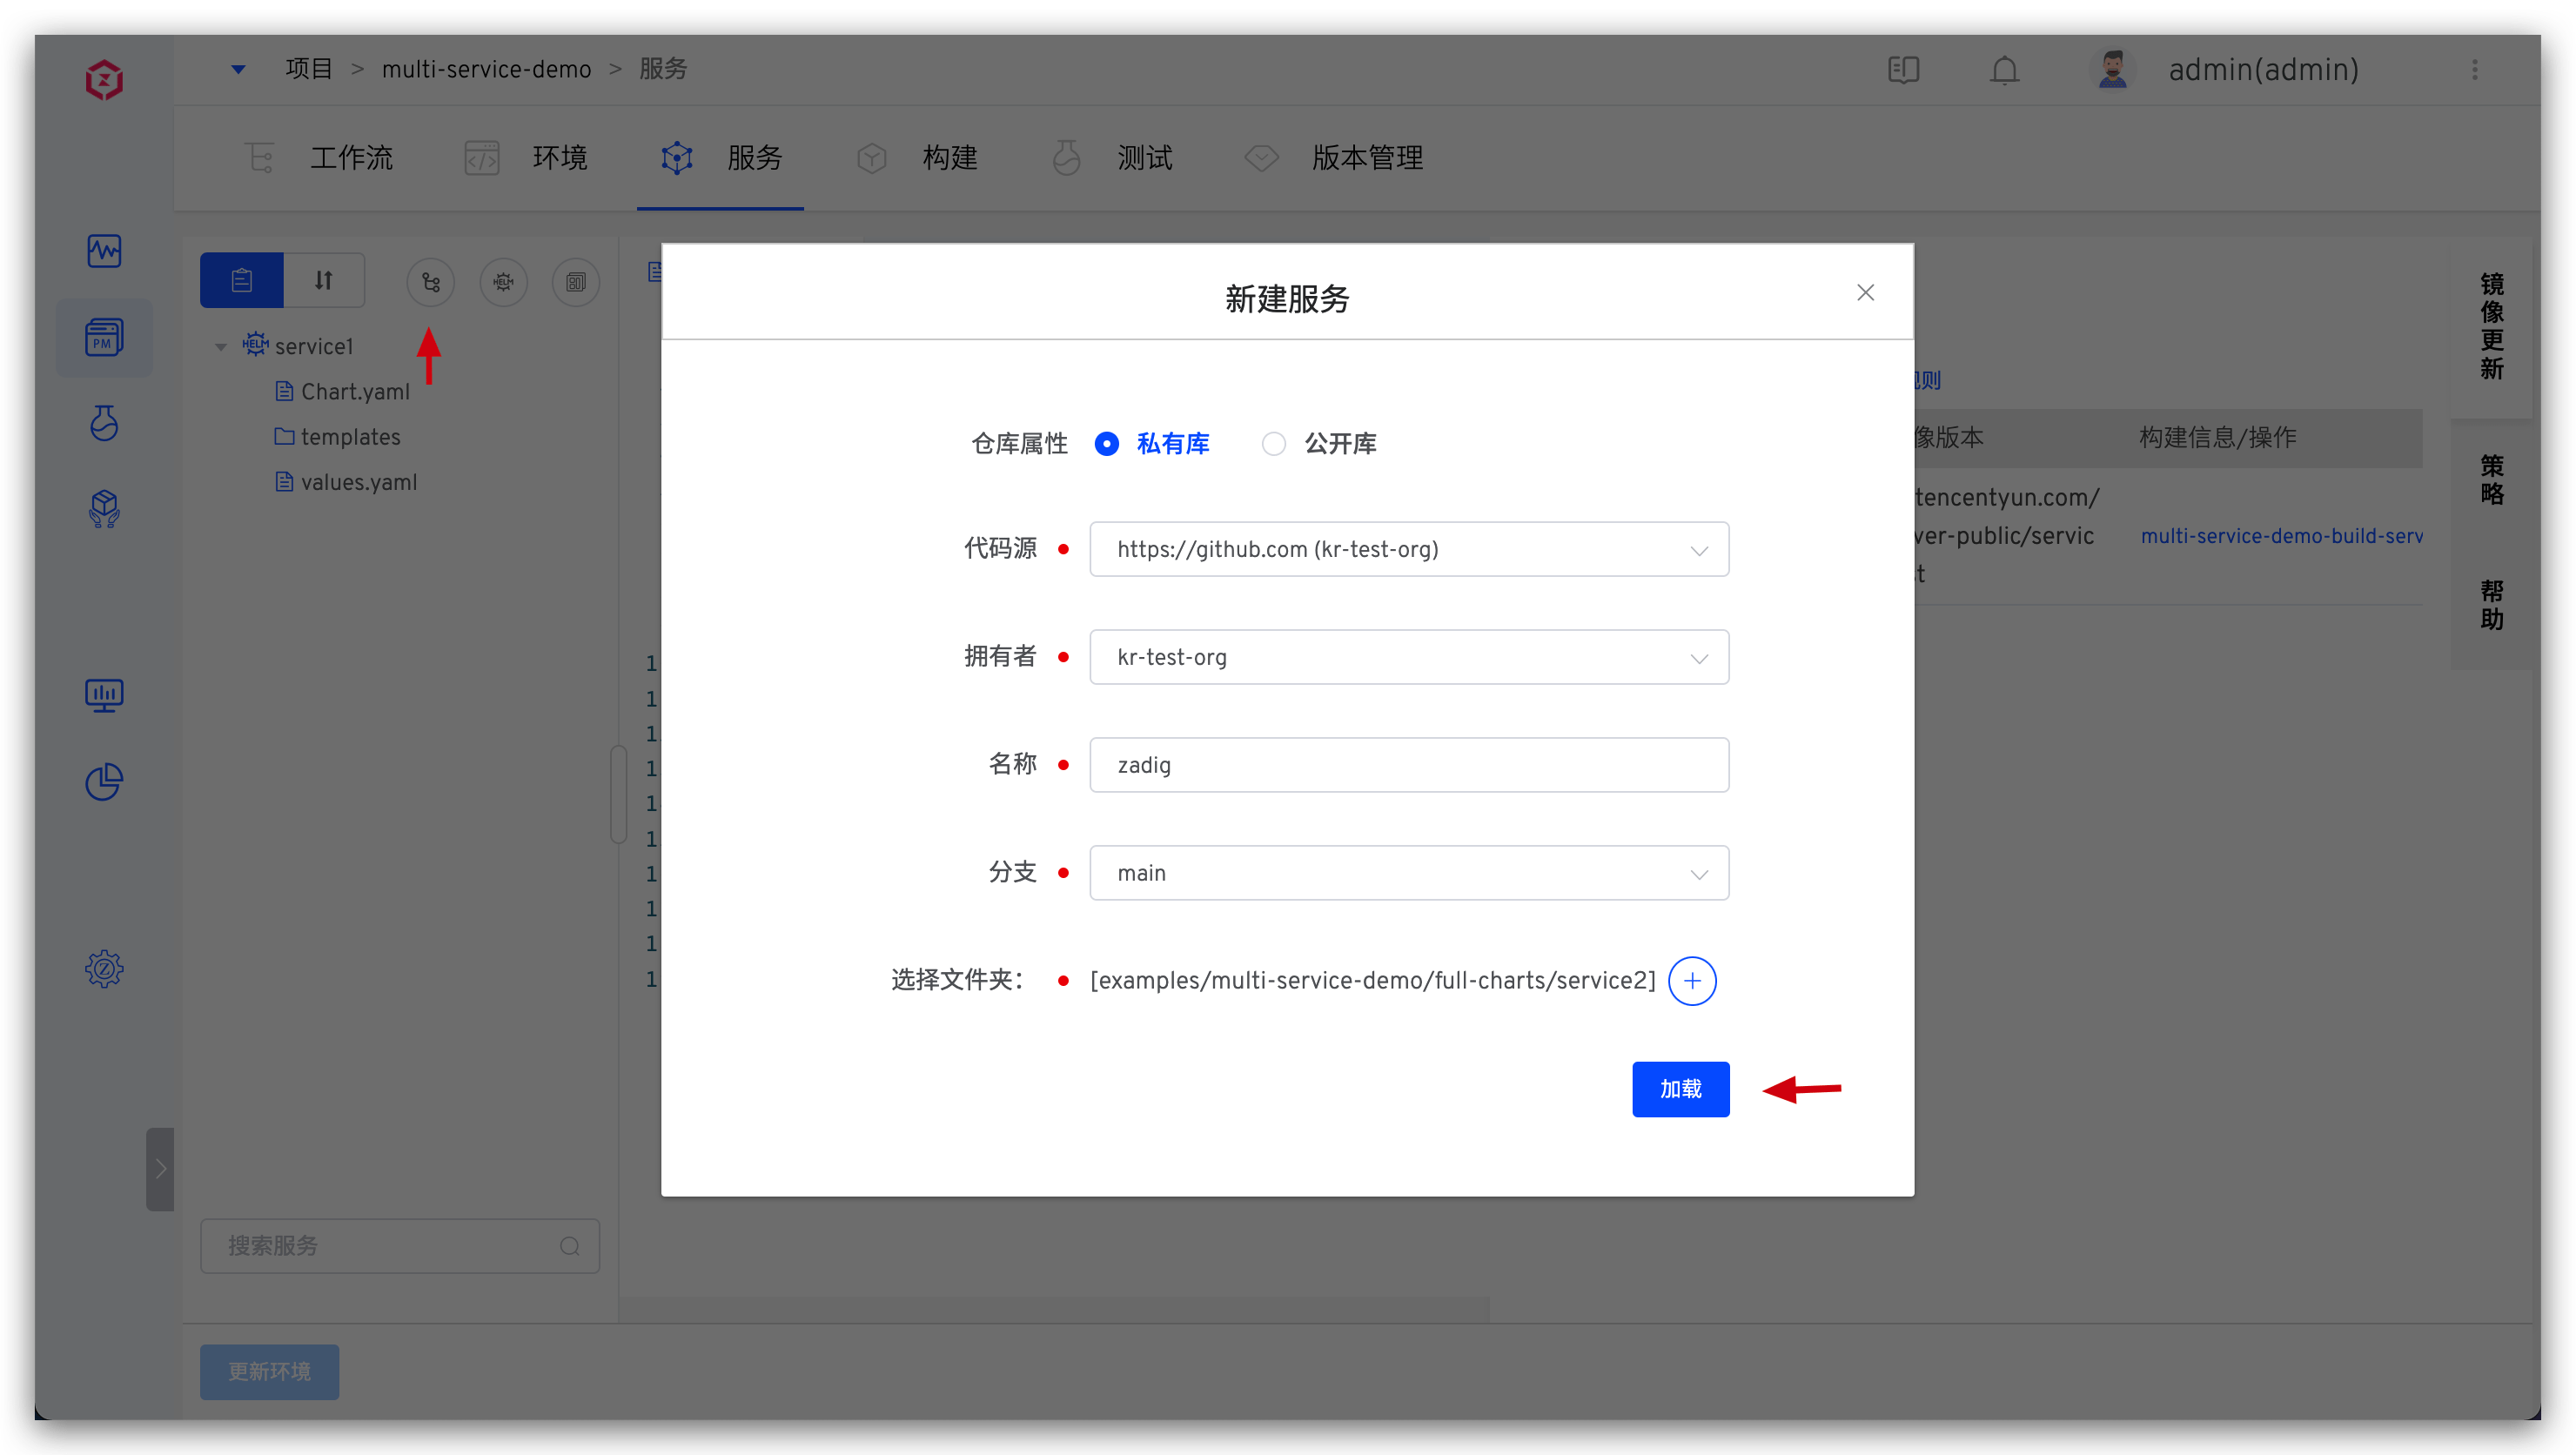 项目 > multi-service-demo > 服务
admin(admin)
工作流
环境
服务
构建
测试
版本管理
PM
HELM
HELM service1
Chart.yaml
templates
values.yaml
搜索服务
更新环境
新建服务
仓库属性 私有库 公开库
代码源 https://github.com (kr-test-org)
拥有者 kr-test-org
名称 zadig
分支 main
选择文件夹： [examples/multi-service-demo/full-charts/service2]
加载
1
1
1
1
1
1
1
1
1
1
则
像版本 构建信息/操作
tencentyun.com/
ver-public/servic
multi-service-demo-build-serv
镜像更新
策略
帮助